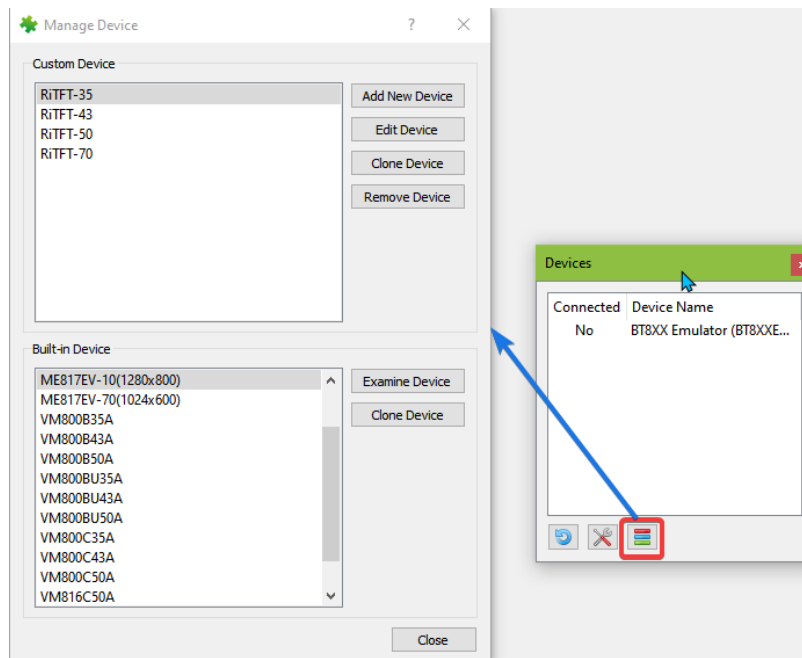 Manage Device
?
Custom Device
RiTFT-35
RiTFT-43
RiTFT-50
RiTFT-70
Add New Device
Edit Device
Clone Device
Remove Device
Built-in Device
ME817EV-10(1280x800)
ME817EV-70(1024x600)
VM800B35A
VM800B43A
VM800B50A
VM800BU35A
VM800BU43A
VM800BU50A
VM800C35A
VM800C43A
VM800C50A
VM816C50A
Examine Device
Clone Device
Close
Devices
Connected Device Name
No BT8XX Emulator (BT8XXE...